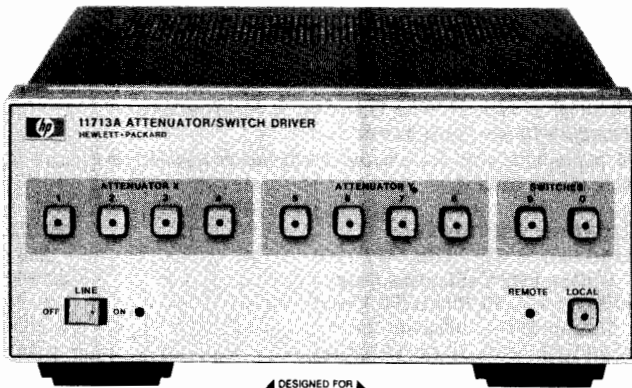 hp 11713A ATTENUATOR/SWITCH DRIVER
HEWLETT·PACKARD
ATTENUATOR X ATTENUATOR Y SWITCHES
1 2 3 4 5 6 7 8 9 0
LINE
OFF ON
REMOTE LOCAL
DESIGNED FOR